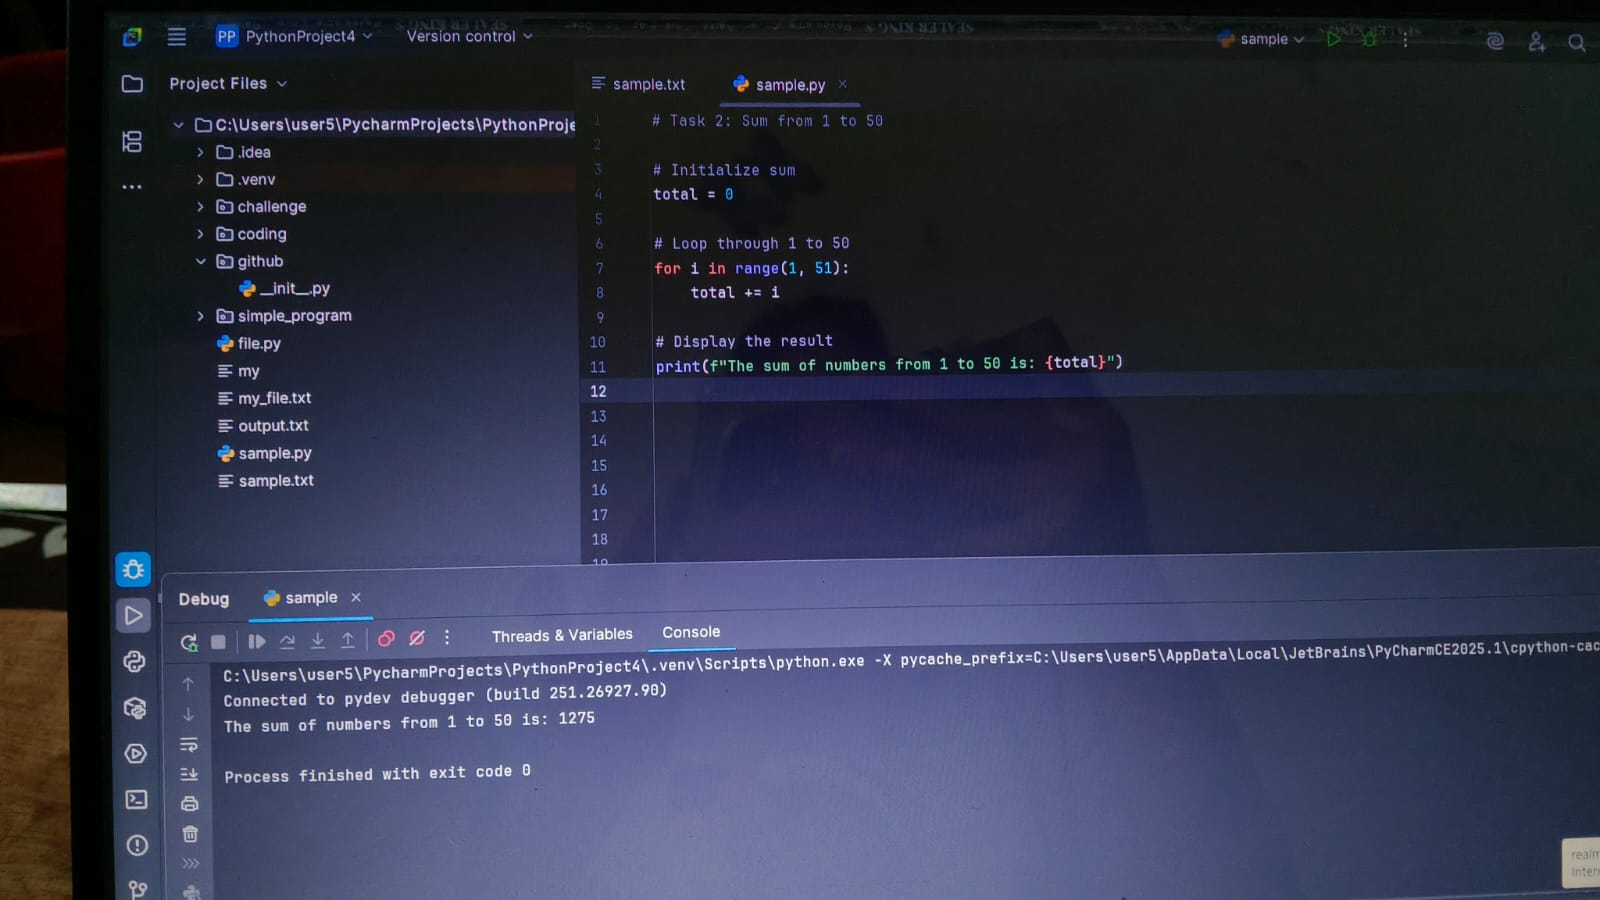 PP PythonProject4 Version control sample
Project Files
C:\Users\user5\PycharmProjects\PythonProje
.idea
.venv
challenge
coding
github
__init__.py
simple_program
file.py
my
my_file.txt
output.txt
sample.py
sample.txt
sample.txt sample.py
1 # Task 2: Sum from 1 to 50
2
3 # Initialize sum
4 total = 0
5
6 # Loop through 1 to 50
7 for i in range(1, 51):
8 total += i
9
10 # Display the result
11 print(f"The sum of numbers from 1 to 50 is: {total}")
12
13
14
15
16
17
18
19
Debug sample
Threads & Variables Console
C:\Users\user5\PycharmProjects\PythonProject4\.venv\Scripts\python.exe -X pycache_prefix=C:\Users\user5\AppData\Local\JetBrains\PyCharmCE2025.1\cpython-cac
Connected to pydev debugger (build 251.26927.90)
The sum of numbers from 1 to 50 is: 1275
Process finished with exit code 0
realm
Inter